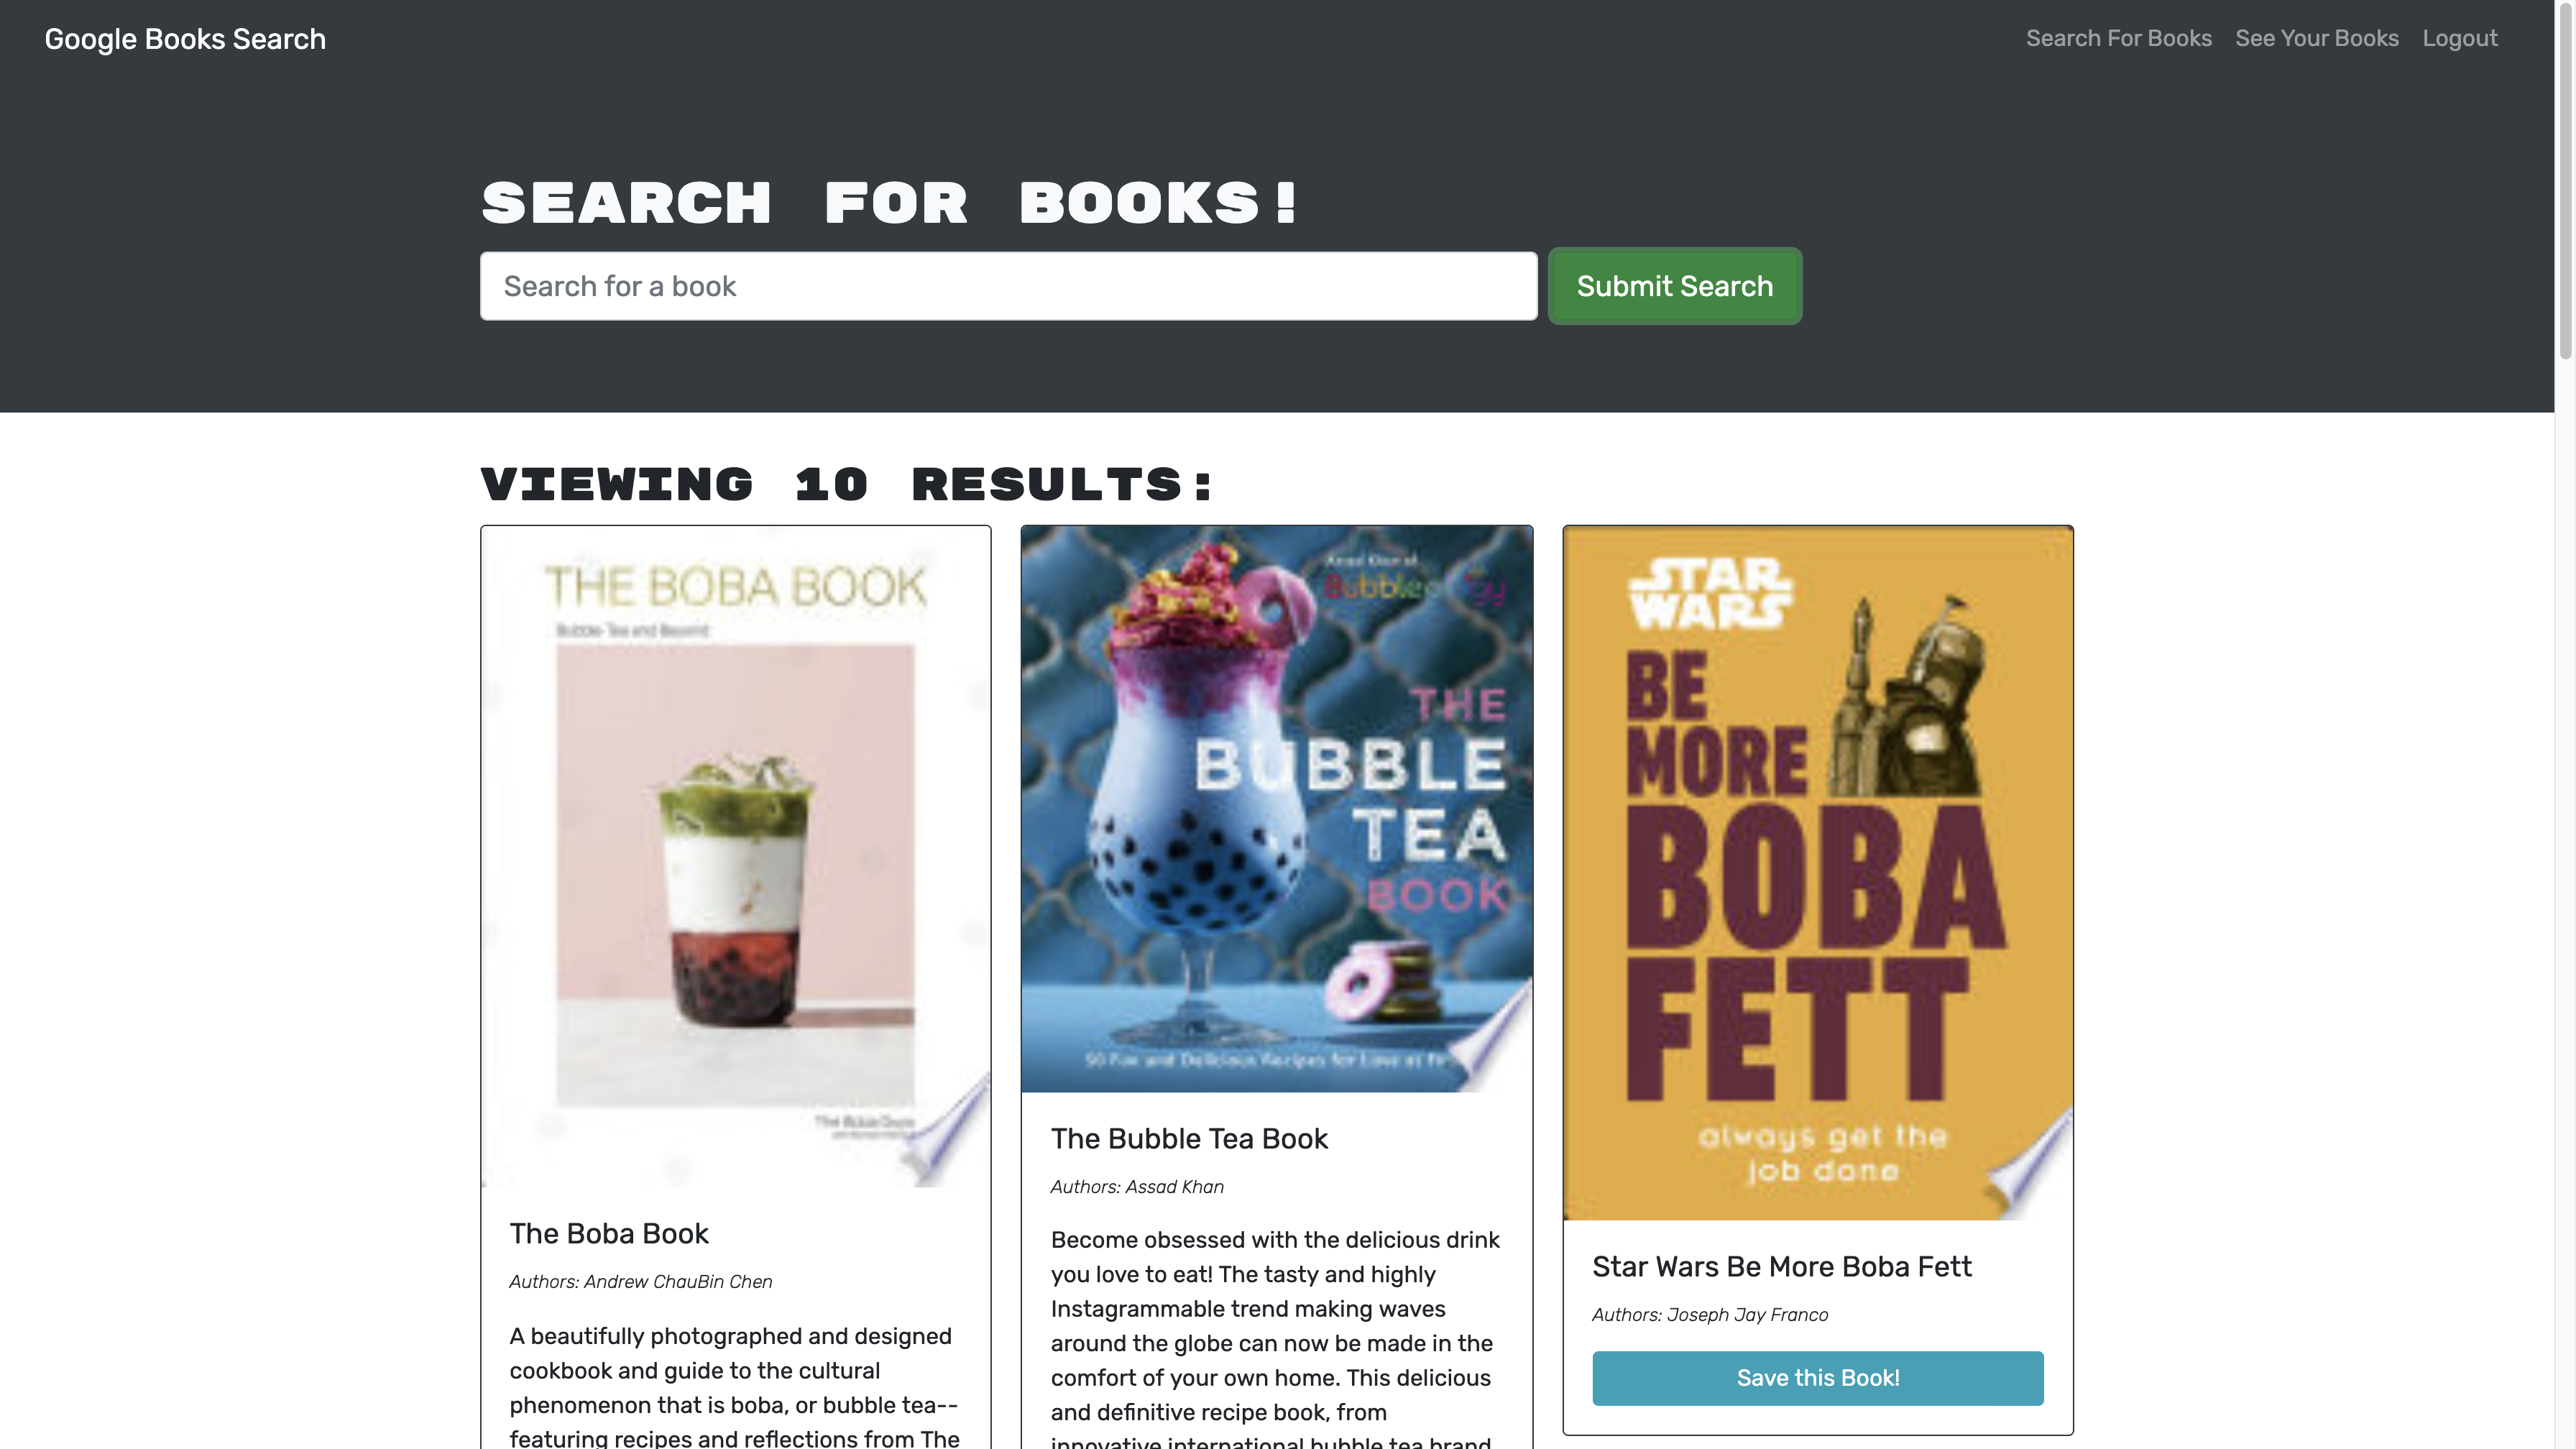 Google Books Search
Search For Books
See Your Books
Logout
SEARCH FOR BOOKS!
Search for a book
Submit Search
VIEWING 10 RESULTS:
THE BOBA BOOK
Bubble Tea and Beyond
The Boba Guys
The Boba Book
Authors: Andrew ChauBin Chen
A beautifully photographed and designed
cookbook and guide to the cultural
phenomenon that is boba, or bubble tea--
featuring recipes and reflections from The
Assad Khan of
THE
BUBBLE
TEA
BOOK
50 Fun and Delicious Recipes for Love at
The Bubble Tea Book
Authors: Assad Khan
Become obsessed with the delicious drink
you love to eat! The tasty and highly
Instagrammable trend making waves
around the globe can now be made in the
comfort of your own home. This delicious
and definitive recipe book, from
innovative international bubble tea brand
STAR
WARS
BE
MORE
BOBA
FETT
always get the
job done
Star Wars Be More Boba Fett
Authors: Joseph Jay Franco
Save this Book!